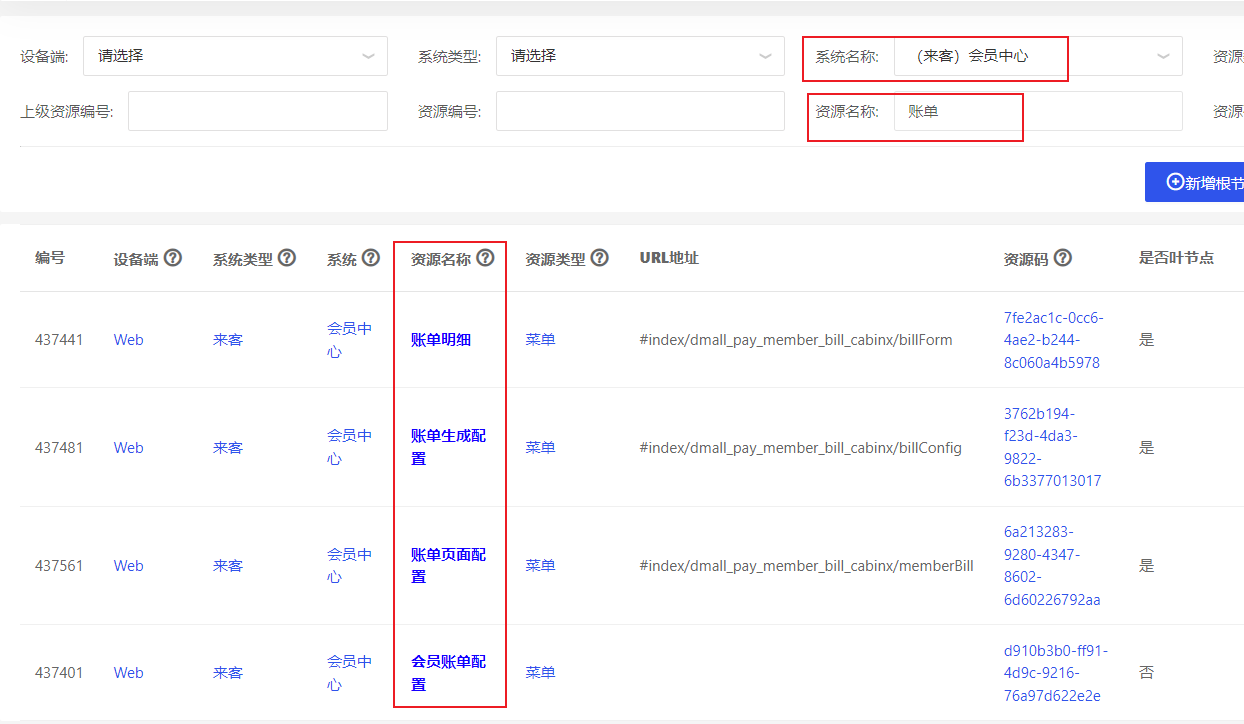 设备端: 请选择 系统类型: 请选择 系统名称: （来客）会员中心 资源
上级资源编号: 资源编号: 资源名称: 账单 资源
新增根节
编号 设备端 系统类型 系统 资源名称 资源类型 URL地址 资源码 是否叶节点
437441 Web 来客 会员中心 账单明细 菜单 #index/dmall_pay_member_bill_cabinx/billForm 7fe2ac1c-0cc6-4ae2-b244-8c060a4b5978 是
437481 Web 来客 会员中心 账单生成配置 菜单 #index/dmall_pay_member_bill_cabinx/billConfig 3762b194-f23d-4da3-9822-6b3377013017 是
437561 Web 来客 会员中心 账单页面配置 菜单 #index/dmall_pay_member_bill_cabinx/memberBill 6a213283-9280-4347-8602-6d60226792aa 是
437401 Web 来客 会员中心 会员账单配置 菜单 d910b3b0-ff91-4d9c-9216-76a97d622e2e 否